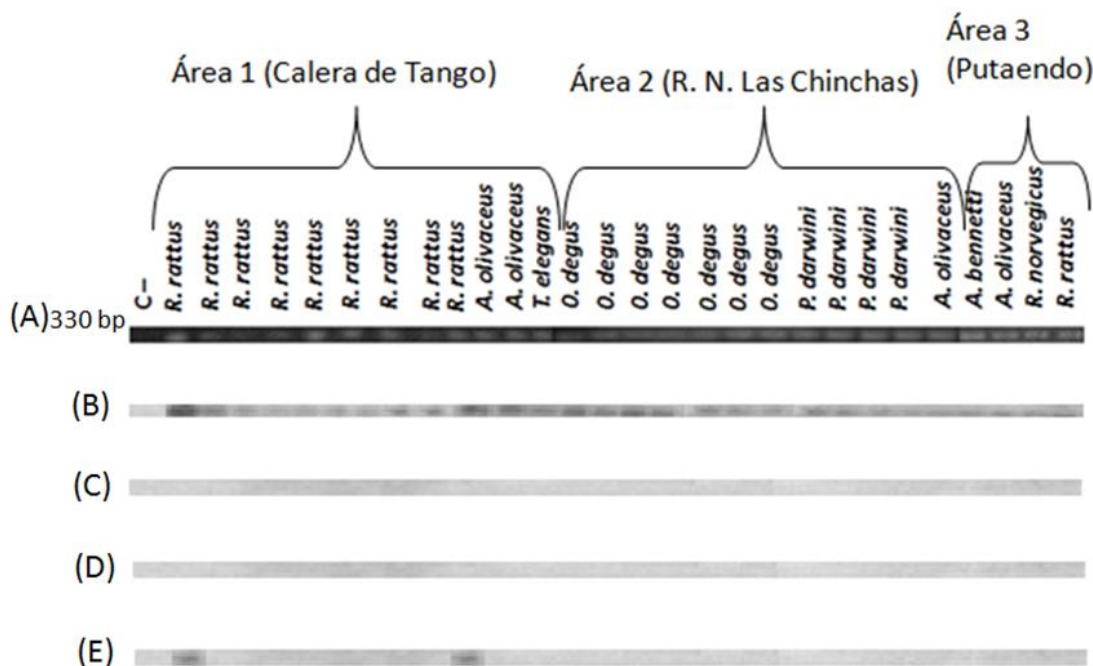 Área 1 (Calera de Tango)
Área 2 (R. N. Las Chinchas)
Área 3
(Putaendo)
C–
R. rattus
R. rattus
R. rattus
R. rattus
R. rattus
R. rattus
R. rattus
R. rattus
R. rattus
A. olivaceus
A. olivaceus
T. elegans
O. degus
O. degus
O. degus
O. degus
O. degus
O. degus
O. degus
P. darwini
P. darwini
P. darwini
P. darwini
A. olivaceus
A. bennetti
A. olivaceus
R. norvegicus
R. rattus
(A) 330 bp
(B)
(C)
(D)
(E)